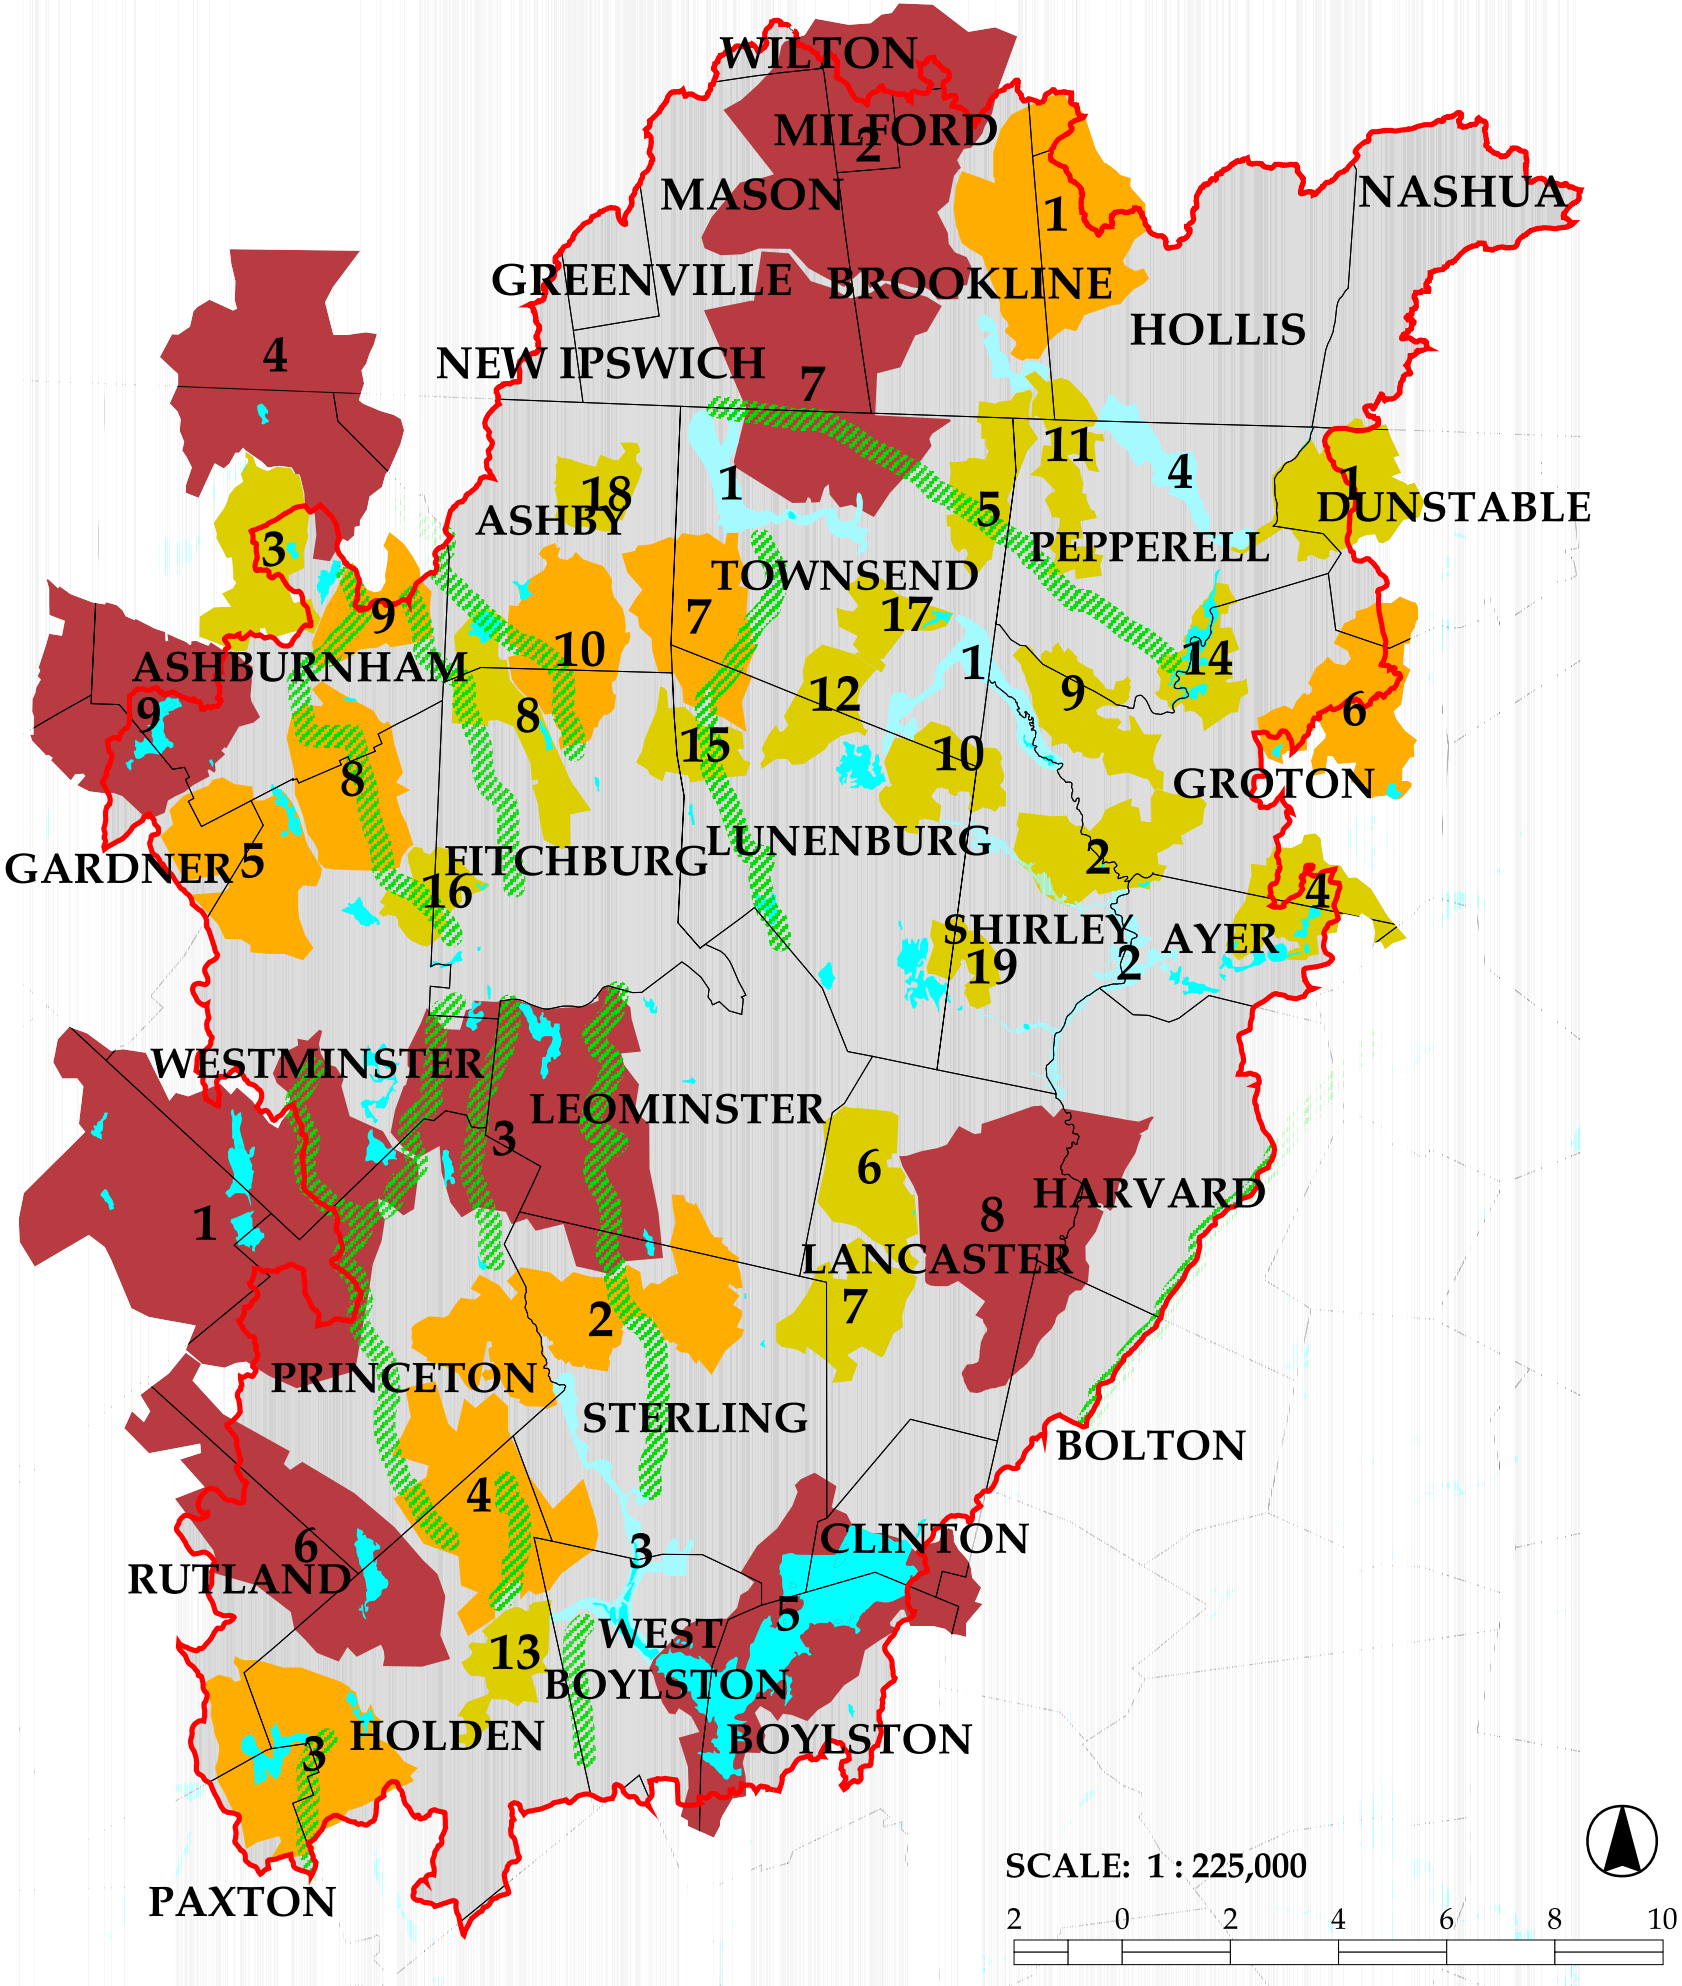 WILTON
MILFORD
2
MASON
NASHUA
1
GREENVILLE
BROOKLINE
HOLLIS
4
NEW IPSWICH
7
11
1
4
1
18
5
DUNSTABLE
ASHBY
3
PEPPERELL
TOWNSEND
9
7
17
10
14
ASHBURNHAM
1
12
9
9
8
6
15
10
8
GROTON
5
GARDNER
FITCHBURG
LUNENBURG
2
16
4
SHIRLEY
AYER
19
2
WESTMINSTER
LEOMINSTER
3
6
HARVARD
1
8
LANCASTER
7
2
PRINCETON
STERLING
BOLTON
4
CLINTON
6
3
RUTLAND
5
WEST
13
BOYLSTON
HOLDEN
BOYLSTON
3
PAXTON
SCALE: 1 : 225,000
2 0 2 4 6 8 10